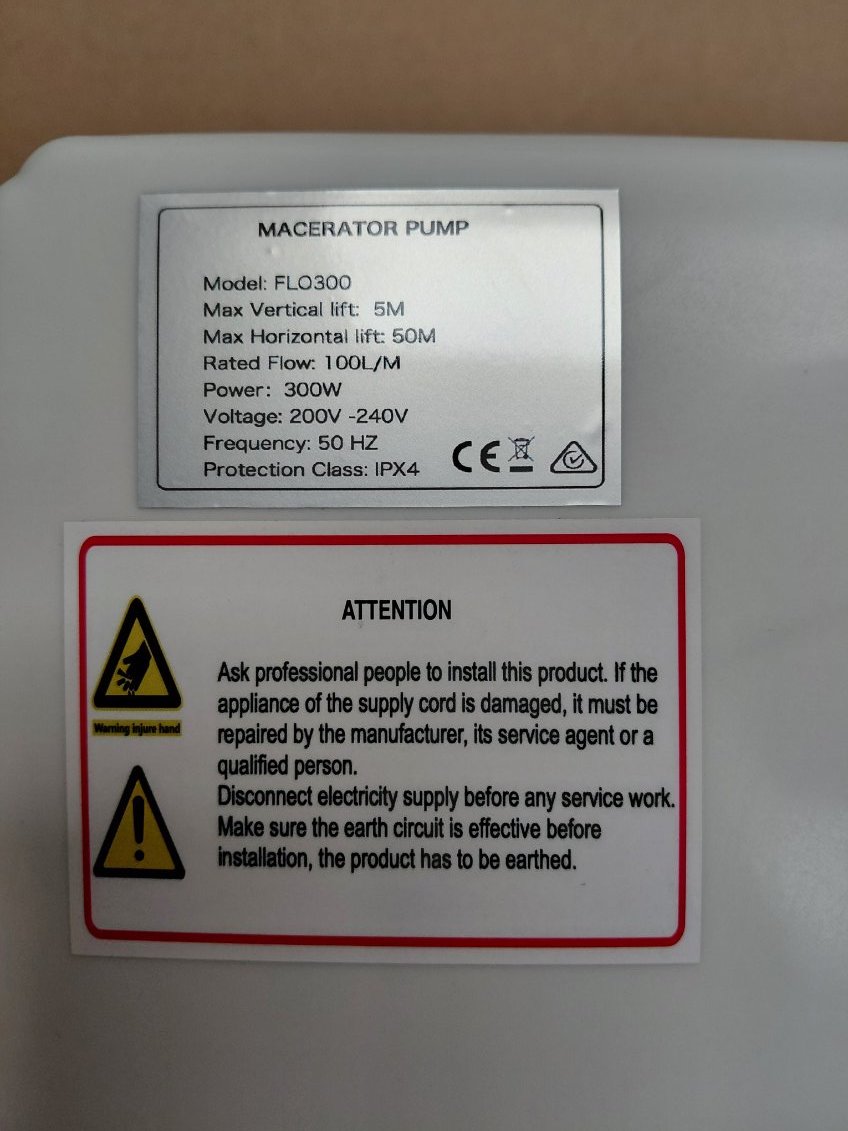 MACERATOR PUMP
Model: FLO300
Max Vertical lift: 5M
Max Horizontal lift: 50M
Rated Flow: 100L/M
Power: 300W
Voltage: 200V -240V
Frequency: 50 HZ
Protection Class: IPX4
CE
ATTENTION
Ask professional people to install this product. If the
appliance of the supply cord is damaged, it must be
repaired by the manufacturer, its service agent or a
qualified person.
Disconnect electricity supply before any service work.
Make sure the earth circuit is effective before
installation, the product has to be earthed.
Warning injure hand